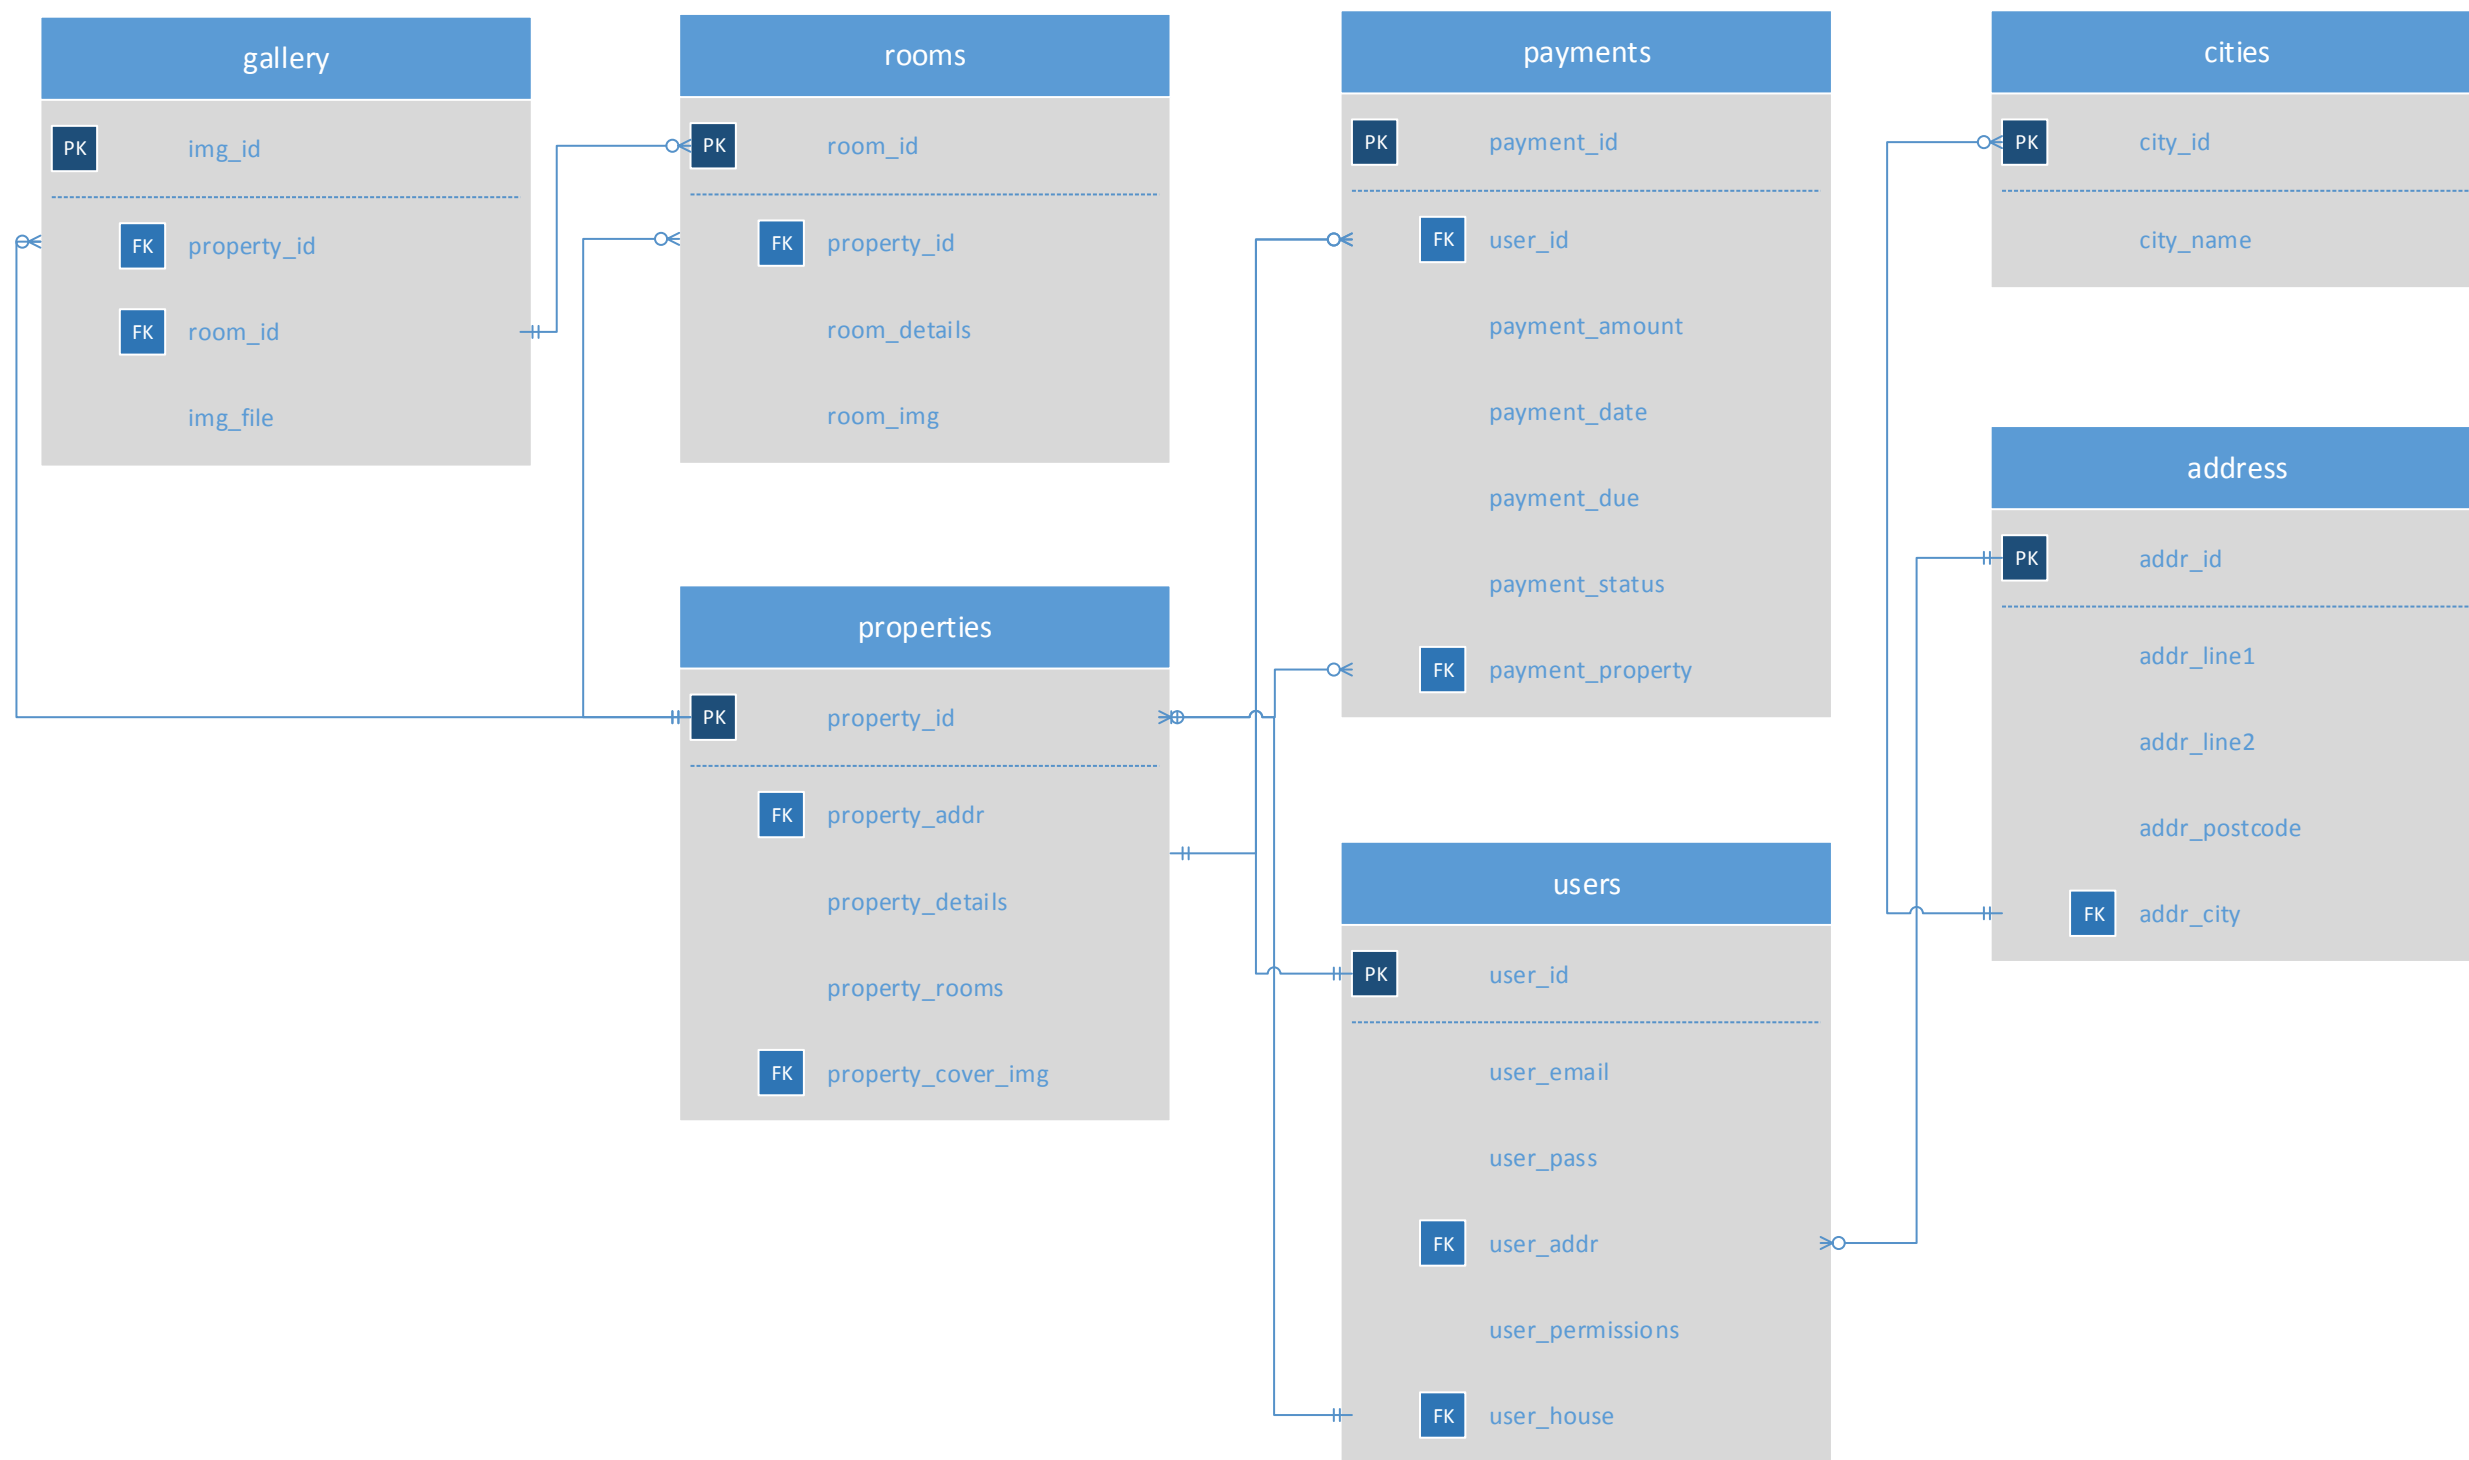 gallery
PK img_id
FK property_id
FK room_id
img_file
rooms
PK room_id
FK property_id
room_details
room_img
payments
PK payment_id
FK user_id
payment_amount
payment_date
payment_due
payment_status
FK payment_property
cities
PK city_id
city_name
address
PK addr_id
addr_line1
addr_line2
addr_postcode
FK addr_city
properties
PK property_id
FK property_addr
property_details
property_rooms
FK property_cover_img
users
PK user_id
user_email
user_pass
FK user_addr
user_permissions
FK user_house